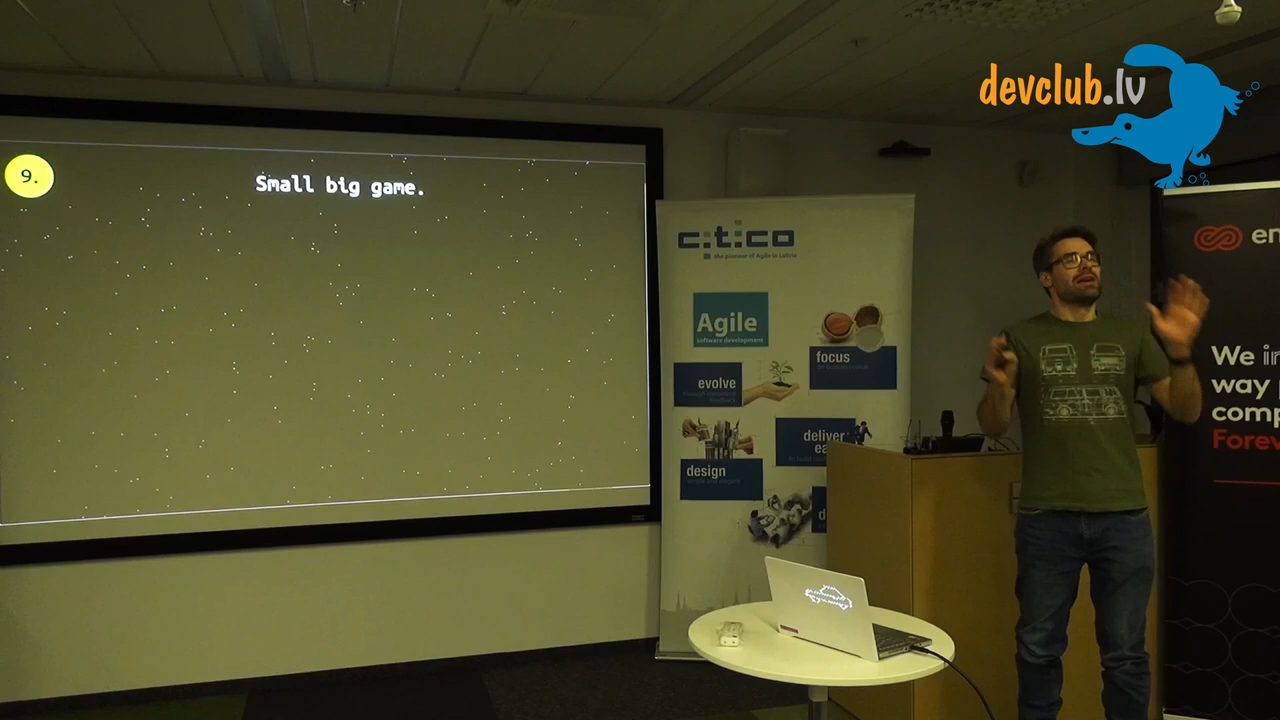 devclub.lv
9.
Small big game.
c:t:co
the pioneer of Agile in Latvia
Agile
software development
focus
evolve
deliver
design
We
way
comp
Forev